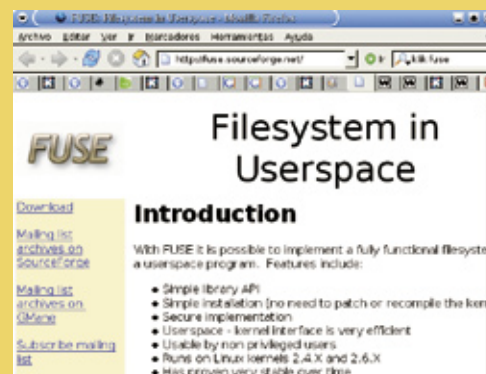 FUSE: Filesystem in Userspace - Mozilla Firefox
Archivo Editar Ver Ir Marcadores Herramientas Ayuda
http://fuse.sourceforge.net/ Ir klik fuse
FUSE
Filesystem in
Userspace
Download
Mailing list
archives on
SourceForge
Mailing list
archives on
GMane
Subscribe mailing
list
Introduction
With FUSE it is possible to implement a fully functional filesyste
a userspace program. Features include:
Simple library API
Simple installation (no need to patch or recompile the kern
Secure implementation
Userspace - kernel interface is very efficient
Usable by non privileged users
Runs on Linux kernels 2.4.X and 2.6.X
Has proven very stable over time